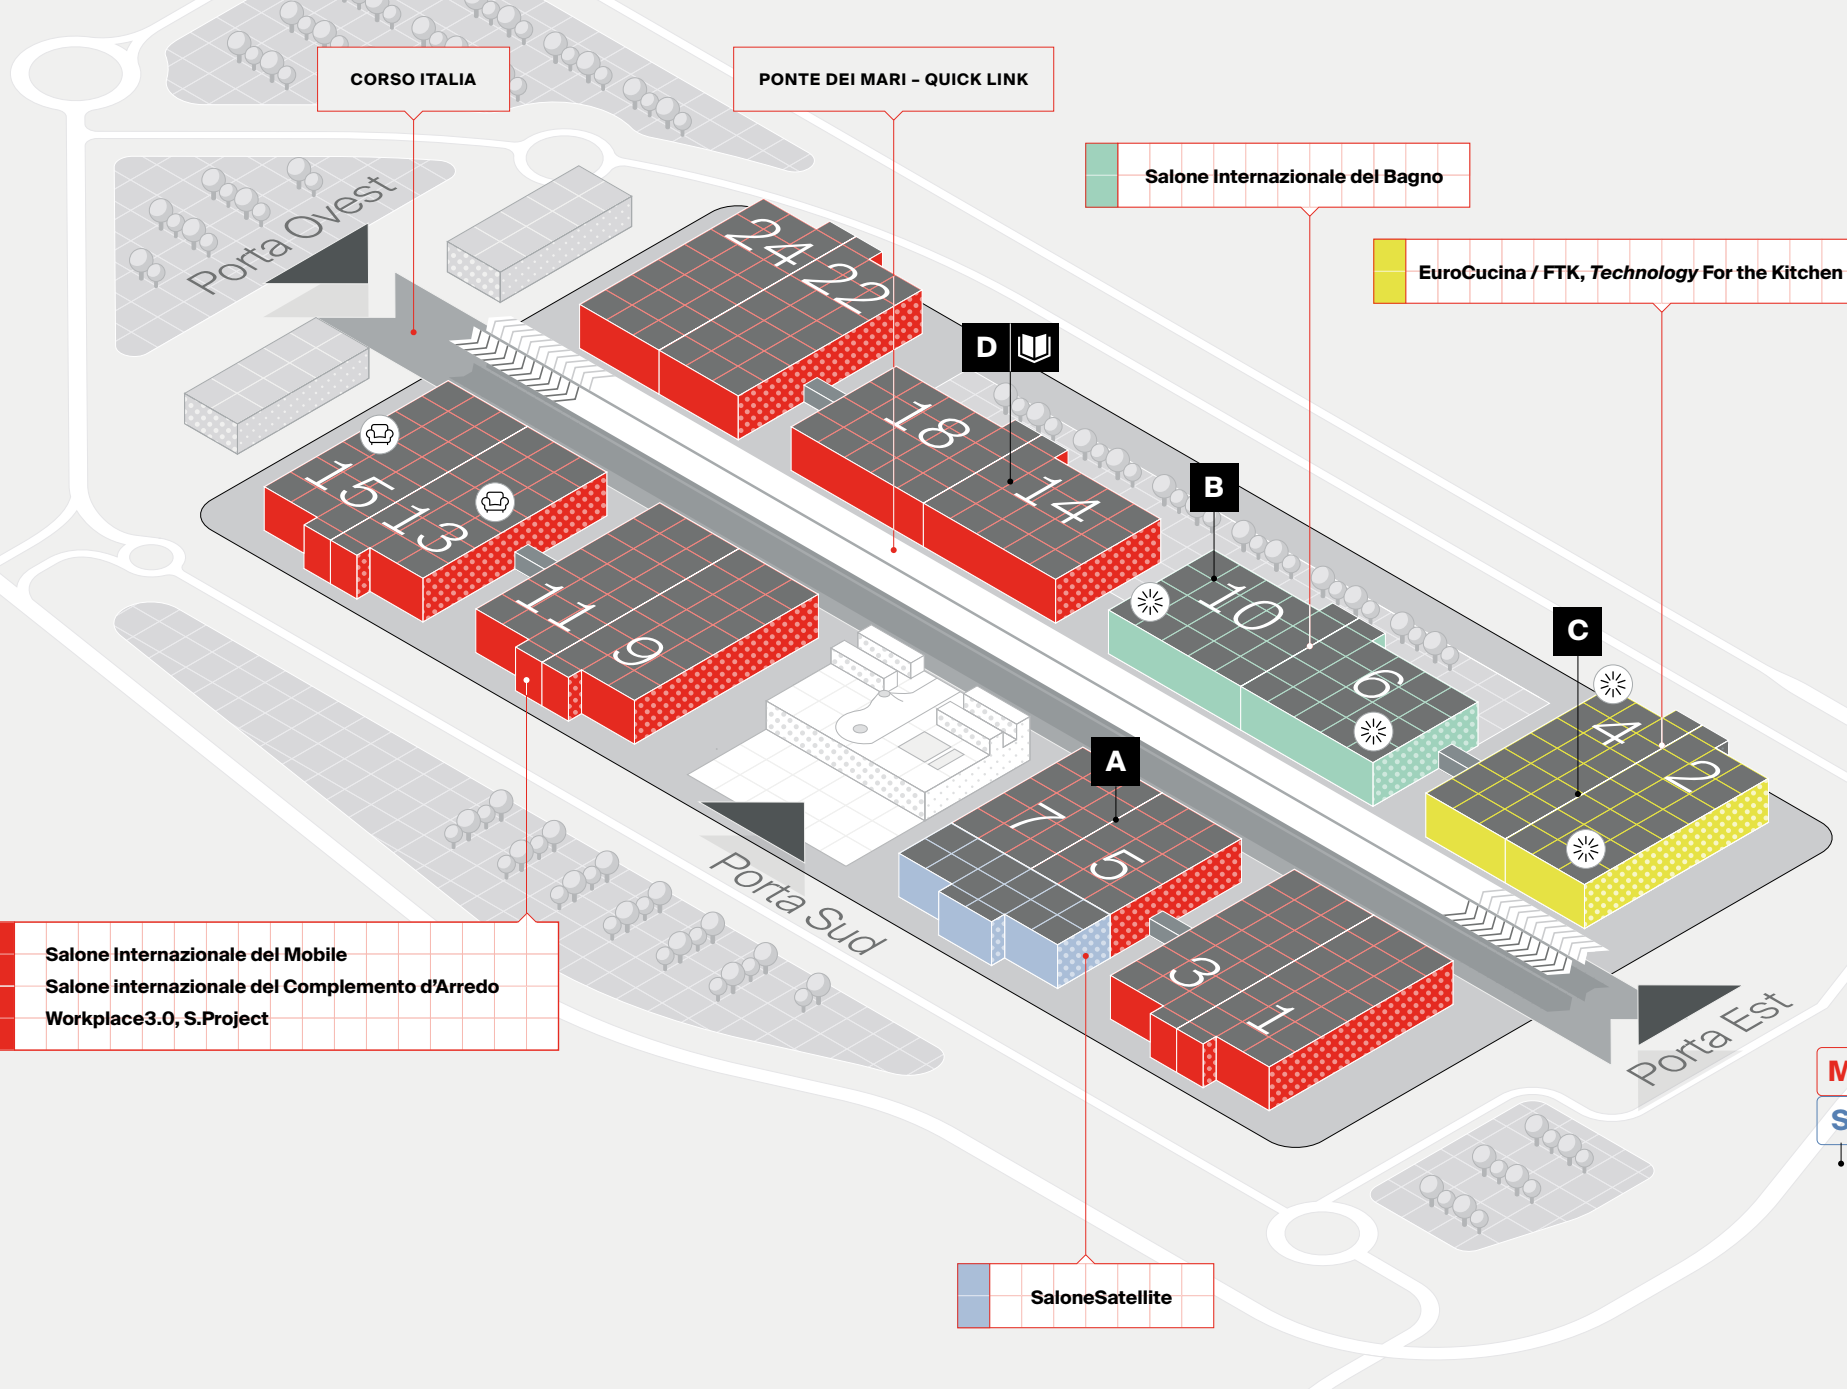 CORSO ITALIA
PONTE DEI MARI – QUICK LINK
Salone Internazionale del Bagno
EuroCucina / FTK, Technology For the Kitchen
Porta Ovest
24
22
D
18
14
B
10
6
C
4
2
15
13
11
9
A
7
5
3
1
Porta Sud
Porta Est
Salone Internazionale del Mobile
Salone internazionale del Complemento d'Arredo
Workplace3.0, S.Project
M
S
SaloneSatellite